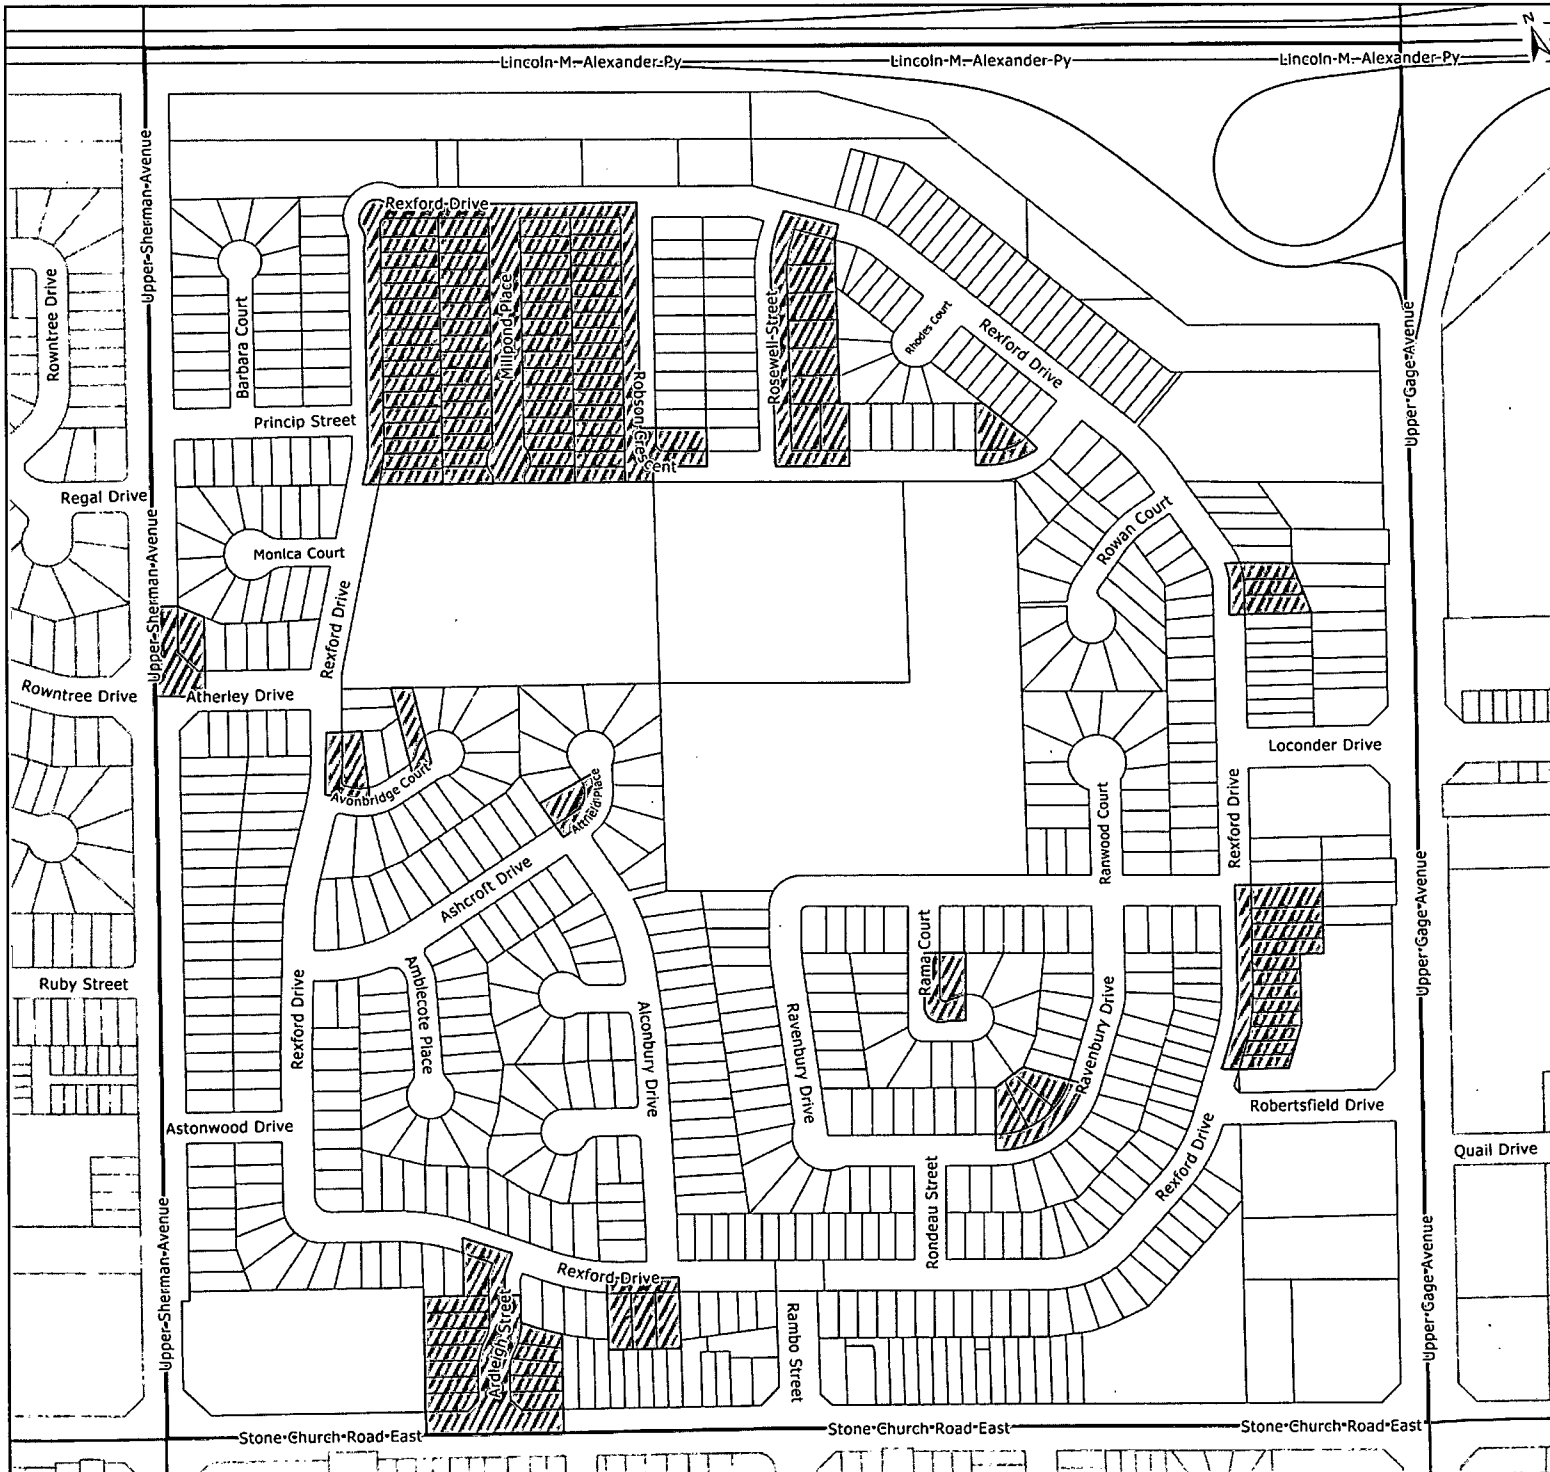 N
Lincoln-M.-Alexander-Py
Lincoln-M.-Alexander-Py
Lincoln-M.-Alexander-Py
Upper-Sherman-Avenue
Rexford-Drive
Rowntree Drive
Barbara Court
Millpond Place
Rosewell-Street
Rhodes Court
Rexford Drive
Upper-Gage-Avenue
Upper-Gage-Avenue
Robson-Crescent
Princip Street
Regal Drive
Upper-Sherman-Avenue
Monica Court
Rowan Court
Rexford Drive
Rowntree Drive
Atherley Drive
Loconder Drive
Avonbridge Court
Attfield Place
Ranwood Court
Rexford Drive
Ashcroft Drive
Upper-Gage-Avenue
Rama Court
Ruby Street
Rexford Drive
Amblecote Place
Alconbury Drive
Ravenbury Drive
Ravenbury Drive
Robertsfield Drive
Astonwood Drive
Quail Drive
Rexford Drive
Rondeau Street
Upper-Sherman-Avenue
Rexford-Drive
Ardleigh Street
Rambo Street
Upper-Gage-Avenue
Stone-Church-Road-East
Stone-Church-Road-East
Stone-Church-Road-East